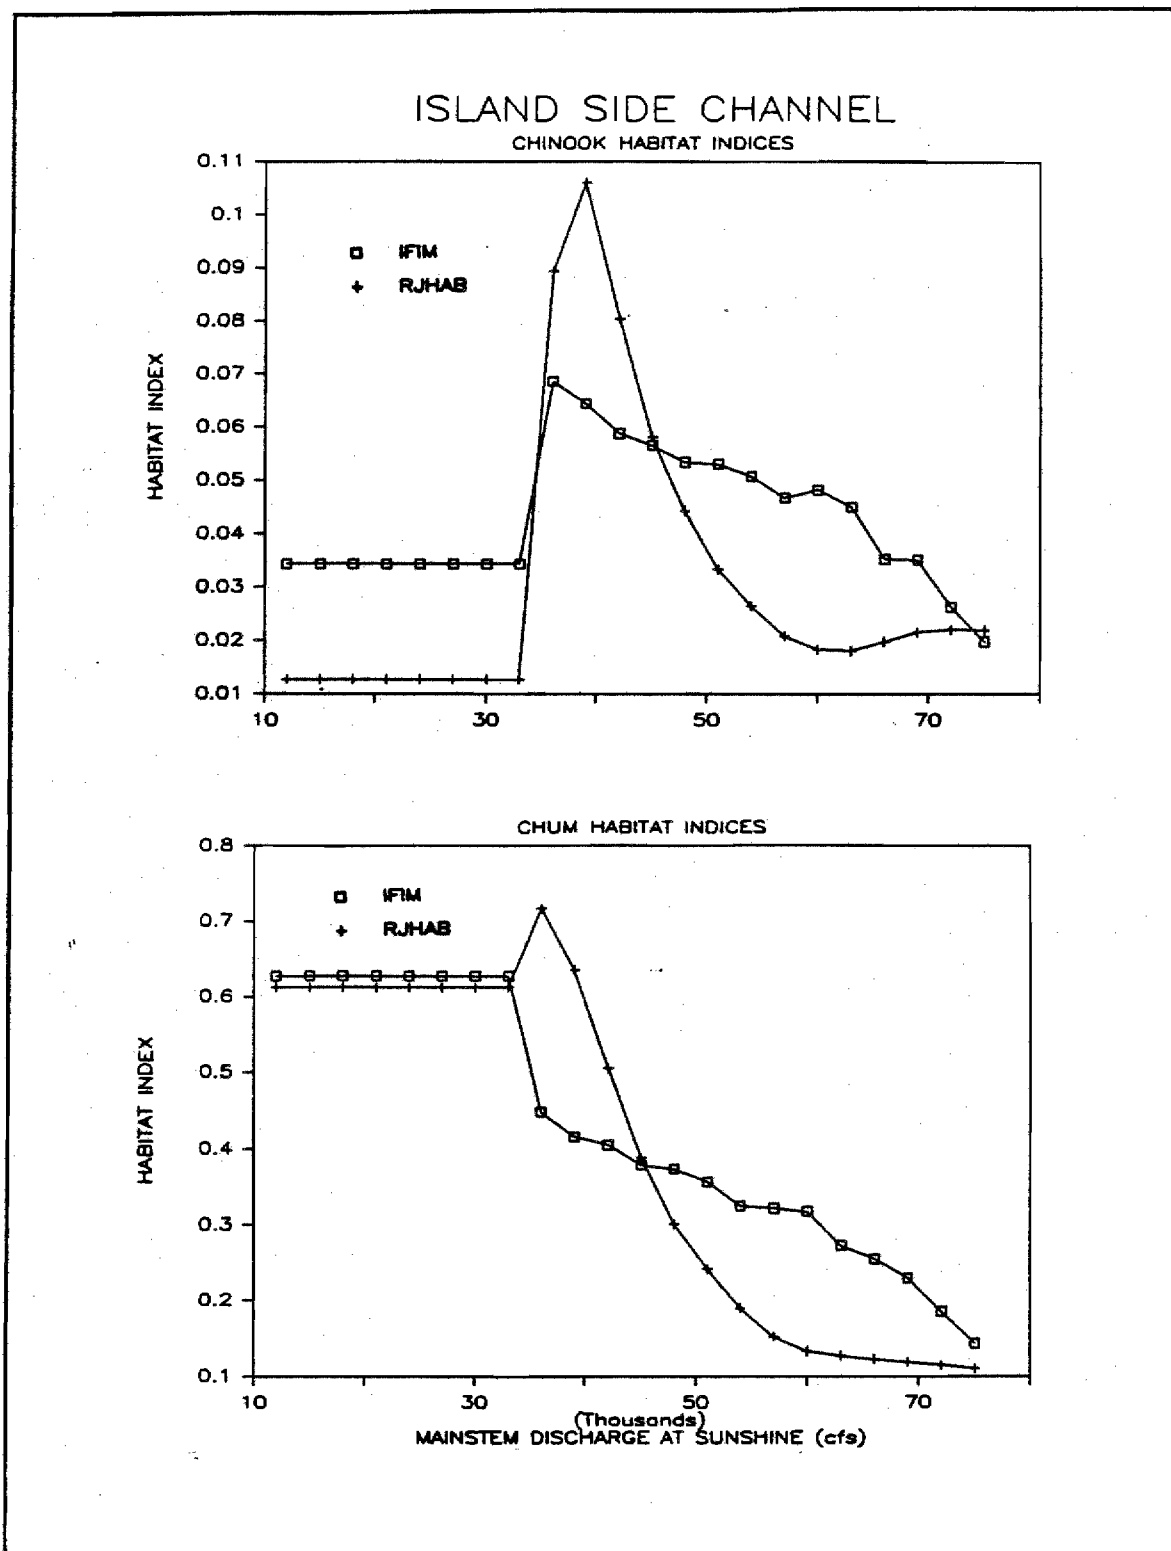 ISLAND SIDE CHANNEL
CHINOOK HABITAT INDICES
0.11
0.1
0.09
0.08
0.07
0.06
0.05
0.04
0.03
0.02
0.01
HABITAT INDEX
IFIM
RJHAB
10 30 50 70
CHUM HABITAT INDICES
0.8
0.7
0.6
0.5
0.4
0.3
0.2
0.1
HABITAT INDEX
IFIM
RJHAB
10 30 50 70
(Thousands)
MAINSTEM DISCHARGE AT SUNSHINE (cfs)